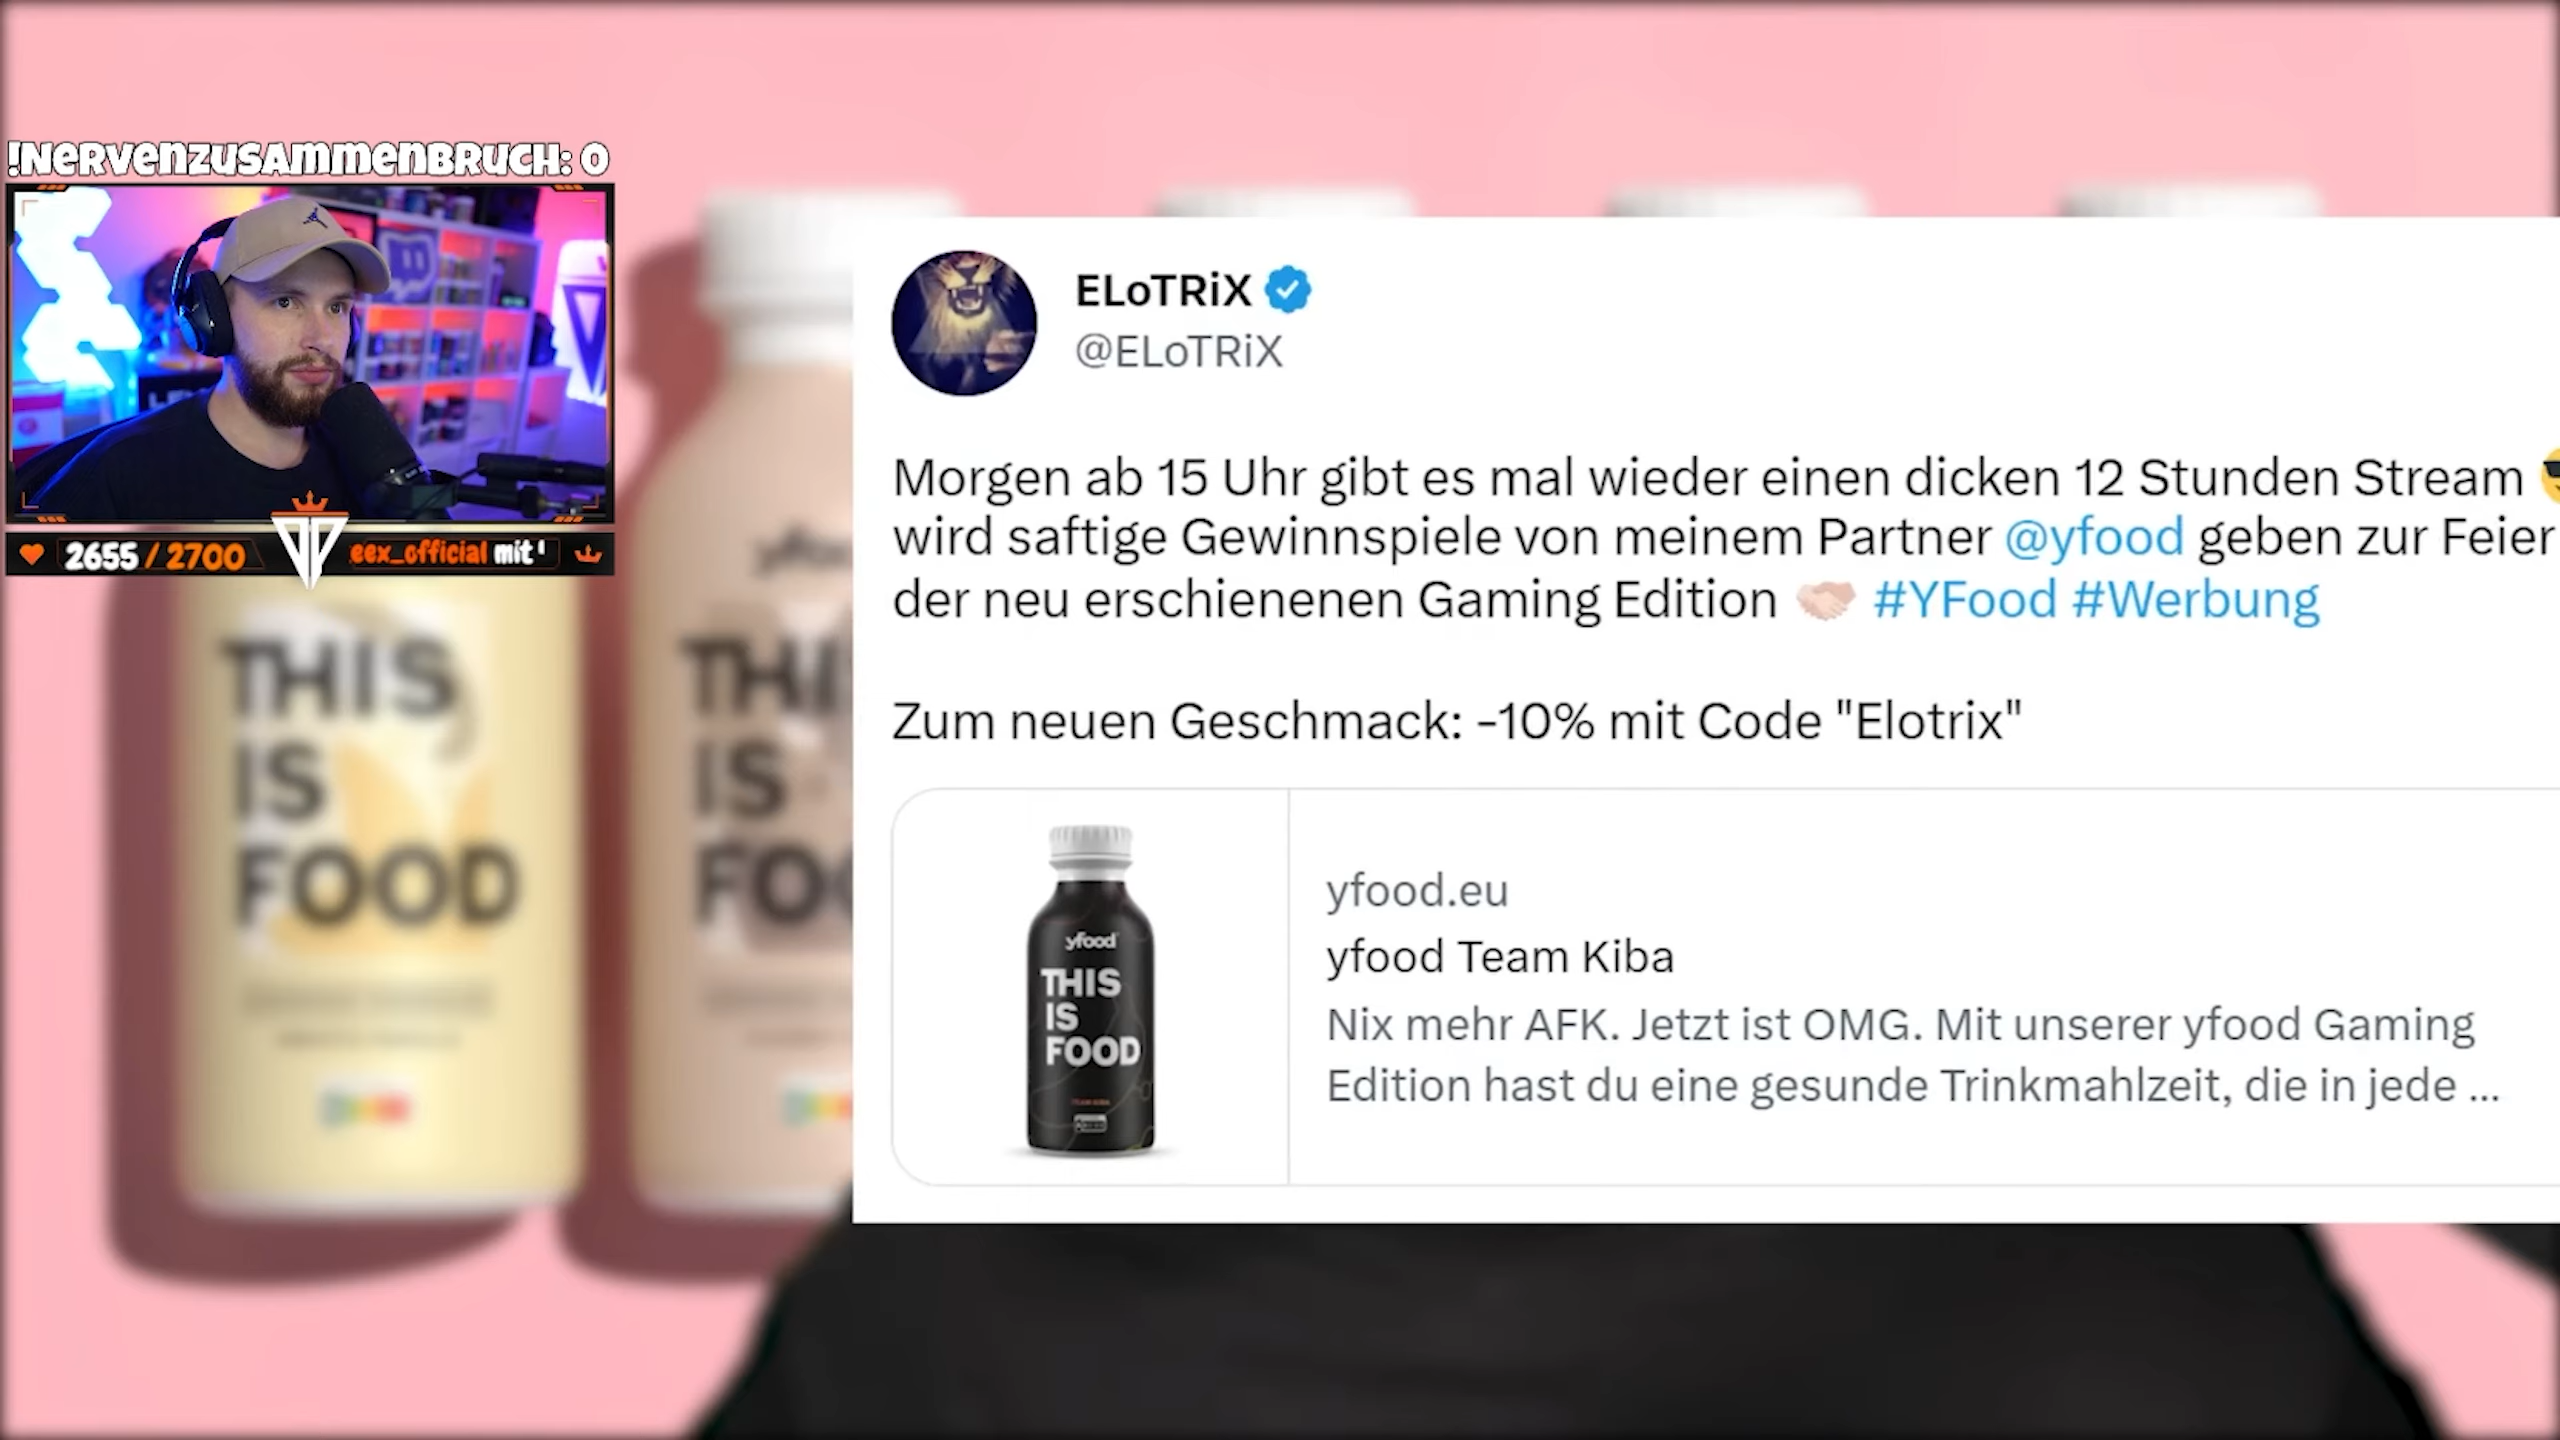 !NERVENZUSAMMENBRUCH: 0
2655 / 2700
eex_official mit
ELoTRiX
@ELoTRiX
Morgen ab 15 Uhr gibt es mal wieder einen dicken 12 Stunden Stream 😎
wird saftige Gewinnspiele von meinem Partner @yfood geben zur Feier
der neu erschienenen Gaming Edition 🤝🏻 #YFood #Werbung
Zum neuen Geschmack: -10% mit Code "Elotrix"
yfood
THIS
IS
FOOD
TEAM KIBA
yfood.eu
yfood Team Kiba
Nix mehr AFK. Jetzt ist OMG. Mit unserer yfood Gaming
Edition hast du eine gesunde Trinkmahlzeit, die in jede ...
THIS
IS
FOOD
yfood
THI
IS
FOO